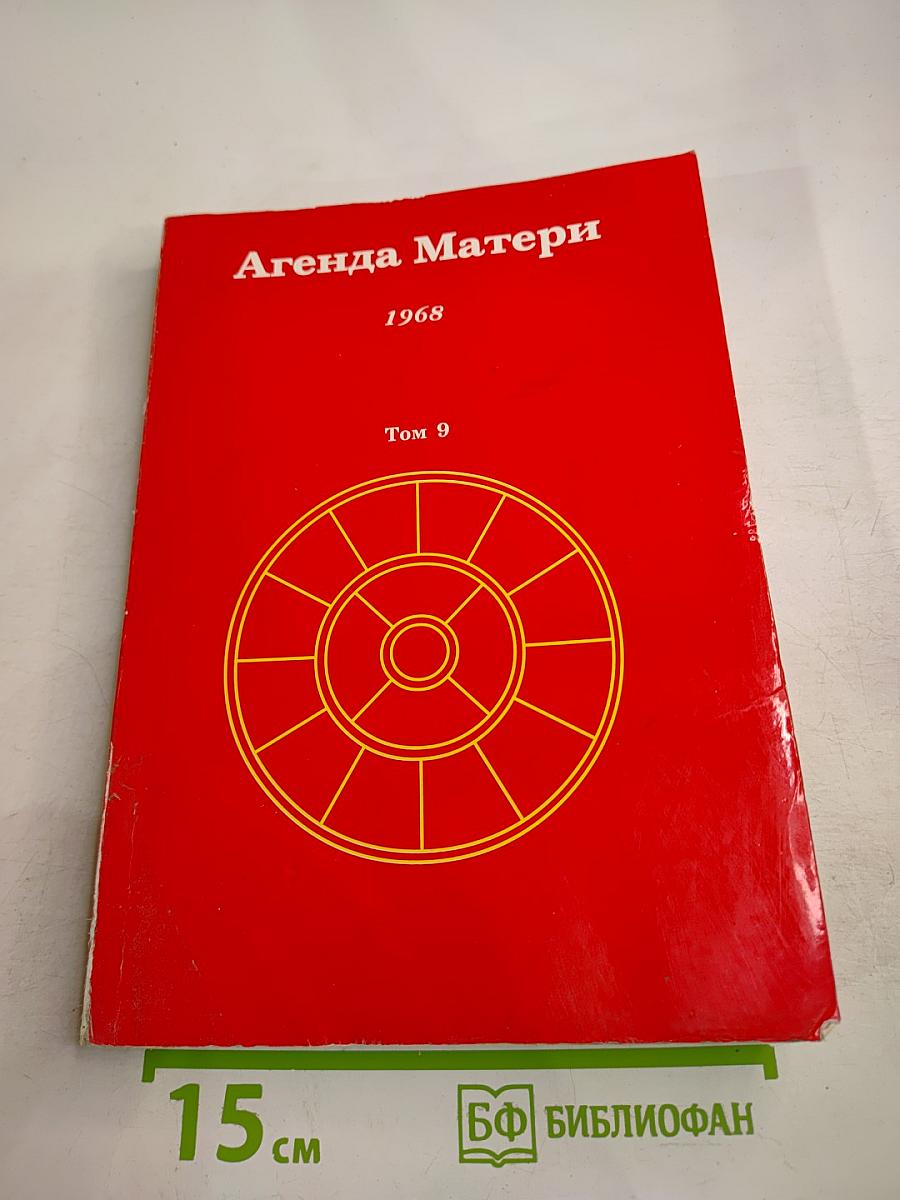 Агенда Матери
1968
Том 9
15 см
БФ БИБЛИОФАН